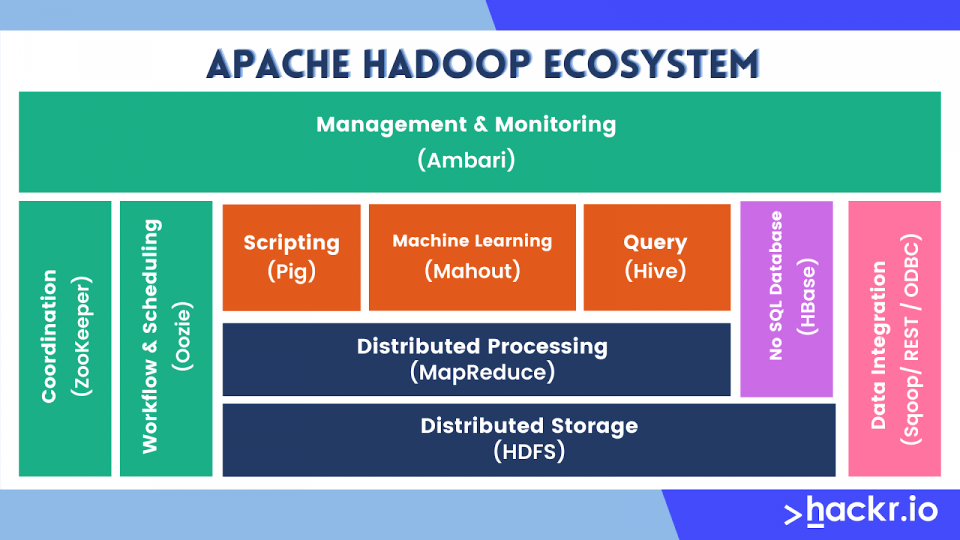 APACHE HADOOP ECOSYSTEM
Management & Monitoring
(Ambari)
Coordination
(ZooKeeper)
Workflow & Scheduling
(Oozie)
Scripting
(Pig)
Machine Learning
(Mahout)
Query
(Hive)
No SQL Database
(HBase)
Data Integration
(Sqoop/ REST / ODBC)
Distributed Processing
(MapReduce)
Distributed Storage
(HDFS)
>hackr.io